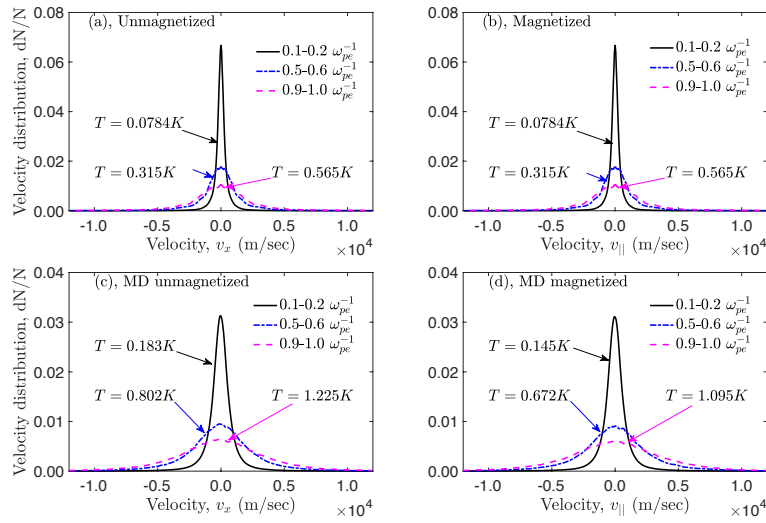 (a), Unmagnetized
Velocity distribution, dN/N
0.08
0.06
0.04
0.02
0.00
0.1-0.2 ω_pe^-1
0.5-0.6 ω_pe^-1
0.9-1.0 ω_pe^-1
T = 0.0784K
T = 0.315K
T = 0.565K
-1.0 -0.5 0.0 0.5 1.0
×10^4
Velocity, v_x (m/sec)
(b), Magnetized
0.08
0.06
0.04
0.02
0.00
0.1-0.2 ω_pe^-1
0.5-0.6 ω_pe^-1
0.9-1.0 ω_pe^-1
T = 0.0784K
T = 0.315K
T = 0.565K
-1.0 -0.5 0.0 0.5 1.0
×10^4
Velocity, v_|| (m/sec)
(c), MD unmagnetized
Velocity distribution, dN/N
0.04
0.03
0.02
0.01
0.00
0.1-0.2 ω_pe^-1
0.5-0.6 ω_pe^-1
0.9-1.0 ω_pe^-1
T = 0.183K
T = 0.802K
T = 1.225K
-1.0 -0.5 0.0 0.5 1.0
×10^4
Velocity, v_x (m/sec)
(d), MD magnetized
0.04
0.03
0.02
0.01
0.00
0.1-0.2 ω_pe^-1
0.5-0.6 ω_pe^-1
0.9-1.0 ω_pe^-1
T = 0.145K
T = 0.672K
T = 1.095K
-1.0 -0.5 0.0 0.5 1.0
×10^4
Velocity, v_|| (m/sec)